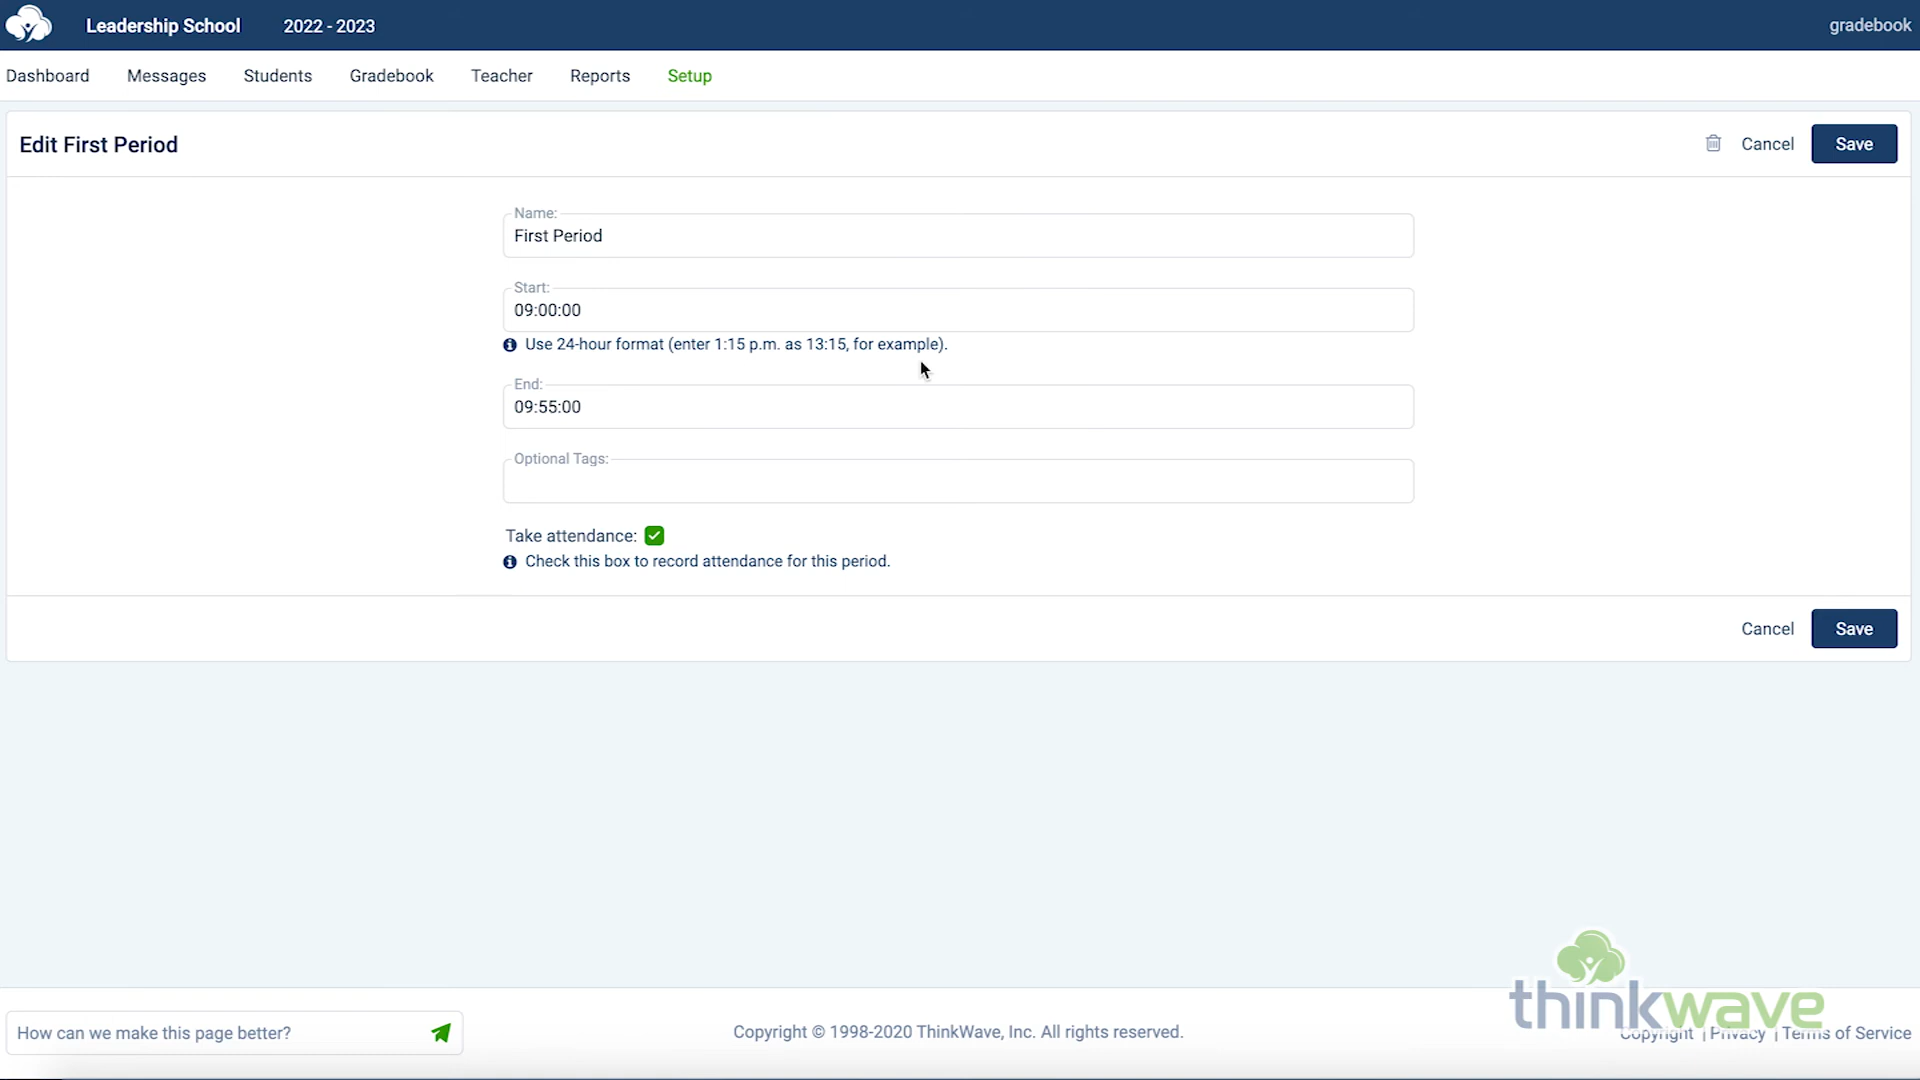 Leadership School 2022 - 2023 gradebook
Dashboard Messages Students Gradebook Teacher Reports Setup
Edit First Period Cancel Save
Name:
First Period
Start:
09:00:00
Use 24-hour format (enter 1:15 p.m. as 13:15, for example).
End:
09:55:00
Optional Tags:
Take attendance:
Check this box to record attendance for this period.
Cancel Save
thinkwave
How can we make this page better? Copyright © 1998-2020 ThinkWave, Inc. All rights reserved. Copyright | Privacy | Terms of Service